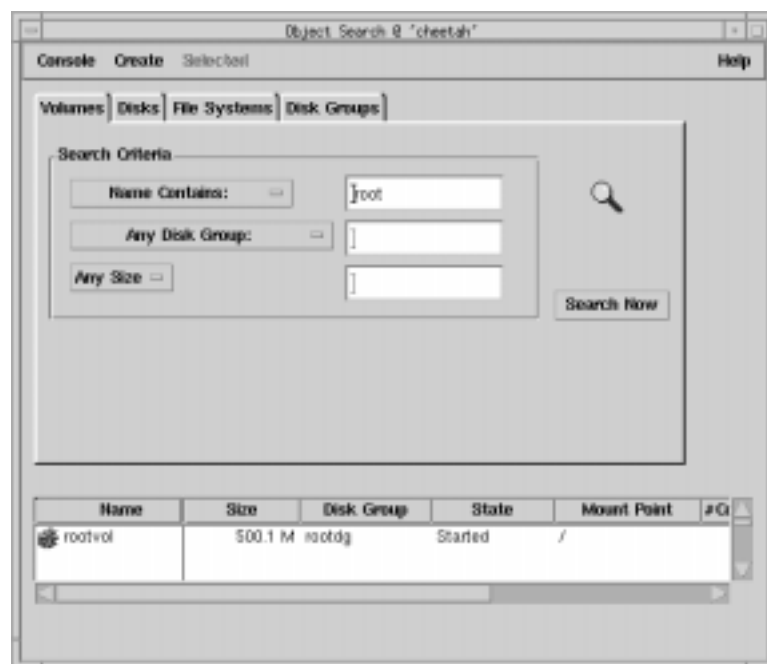 Object Search @ 'cheetah'
Console Create Selected Help
Volumes Disks File Systems Disk Groups
Search Criteria
Name Contains: root
Any Disk Group:
Any Size
Search Now
Name Size Disk Group State Mount Point
rootvol 500.1 M rootdg Started /